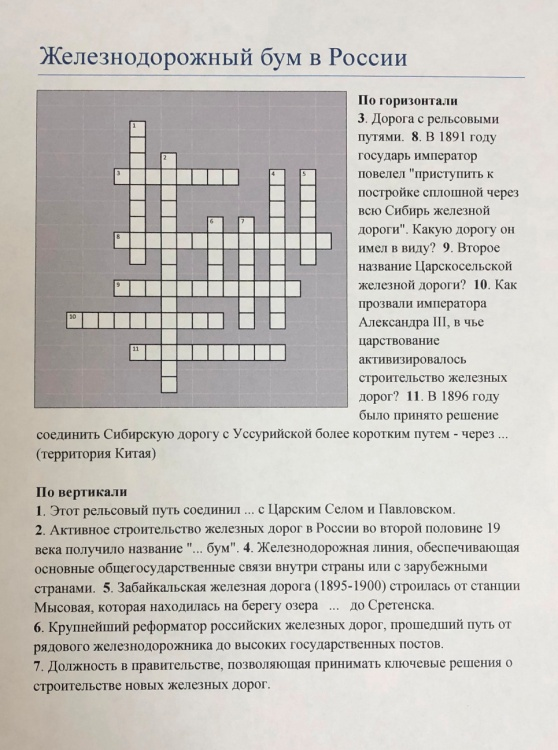 Железнодорожный бум в России
1
2
3
4
5
6
7
8
9
10
11
По горизонтали
3. Дорога с рельсовыми
путями. 8. В 1891 году
государь император
повелел "приступить к
постройке сплошной через
всю Сибирь железной
дороги". Какую дорогу он
имел в виду? 9. Второе
название Царскосельской
железной дороги? 10. Как
прозвали императора
Александра III, в чье
царствование
активизировалось
строительство железных
дорог? 11. В 1896 году
было принято решение
соединить Сибирскую дорогу с Уссурийской более коротким путем - через ...
(территория Китая)
По вертикали
1. Этот рельсовый путь соединил ... с Царским Селом и Павловском.
2. Активное строительство железных дорог в России во второй половине 19
века получило название "... бум". 4. Железнодорожная линия, обеспечивающая
основные общегосударственные связи внутри страны или с зарубежными
странами. 5. Забайкальская железная дорога (1895-1900) строилась от станции
Мысовая, которая находилась на берегу озера ... до Сретенска.
6. Крупнейший реформатор российских железных дорог, прошедший путь от
рядового железнодорожника до высоких государственных постов.
7. Должность в правительстве, позволяющая принимать ключевые решения о
строительстве новых железных дорог.